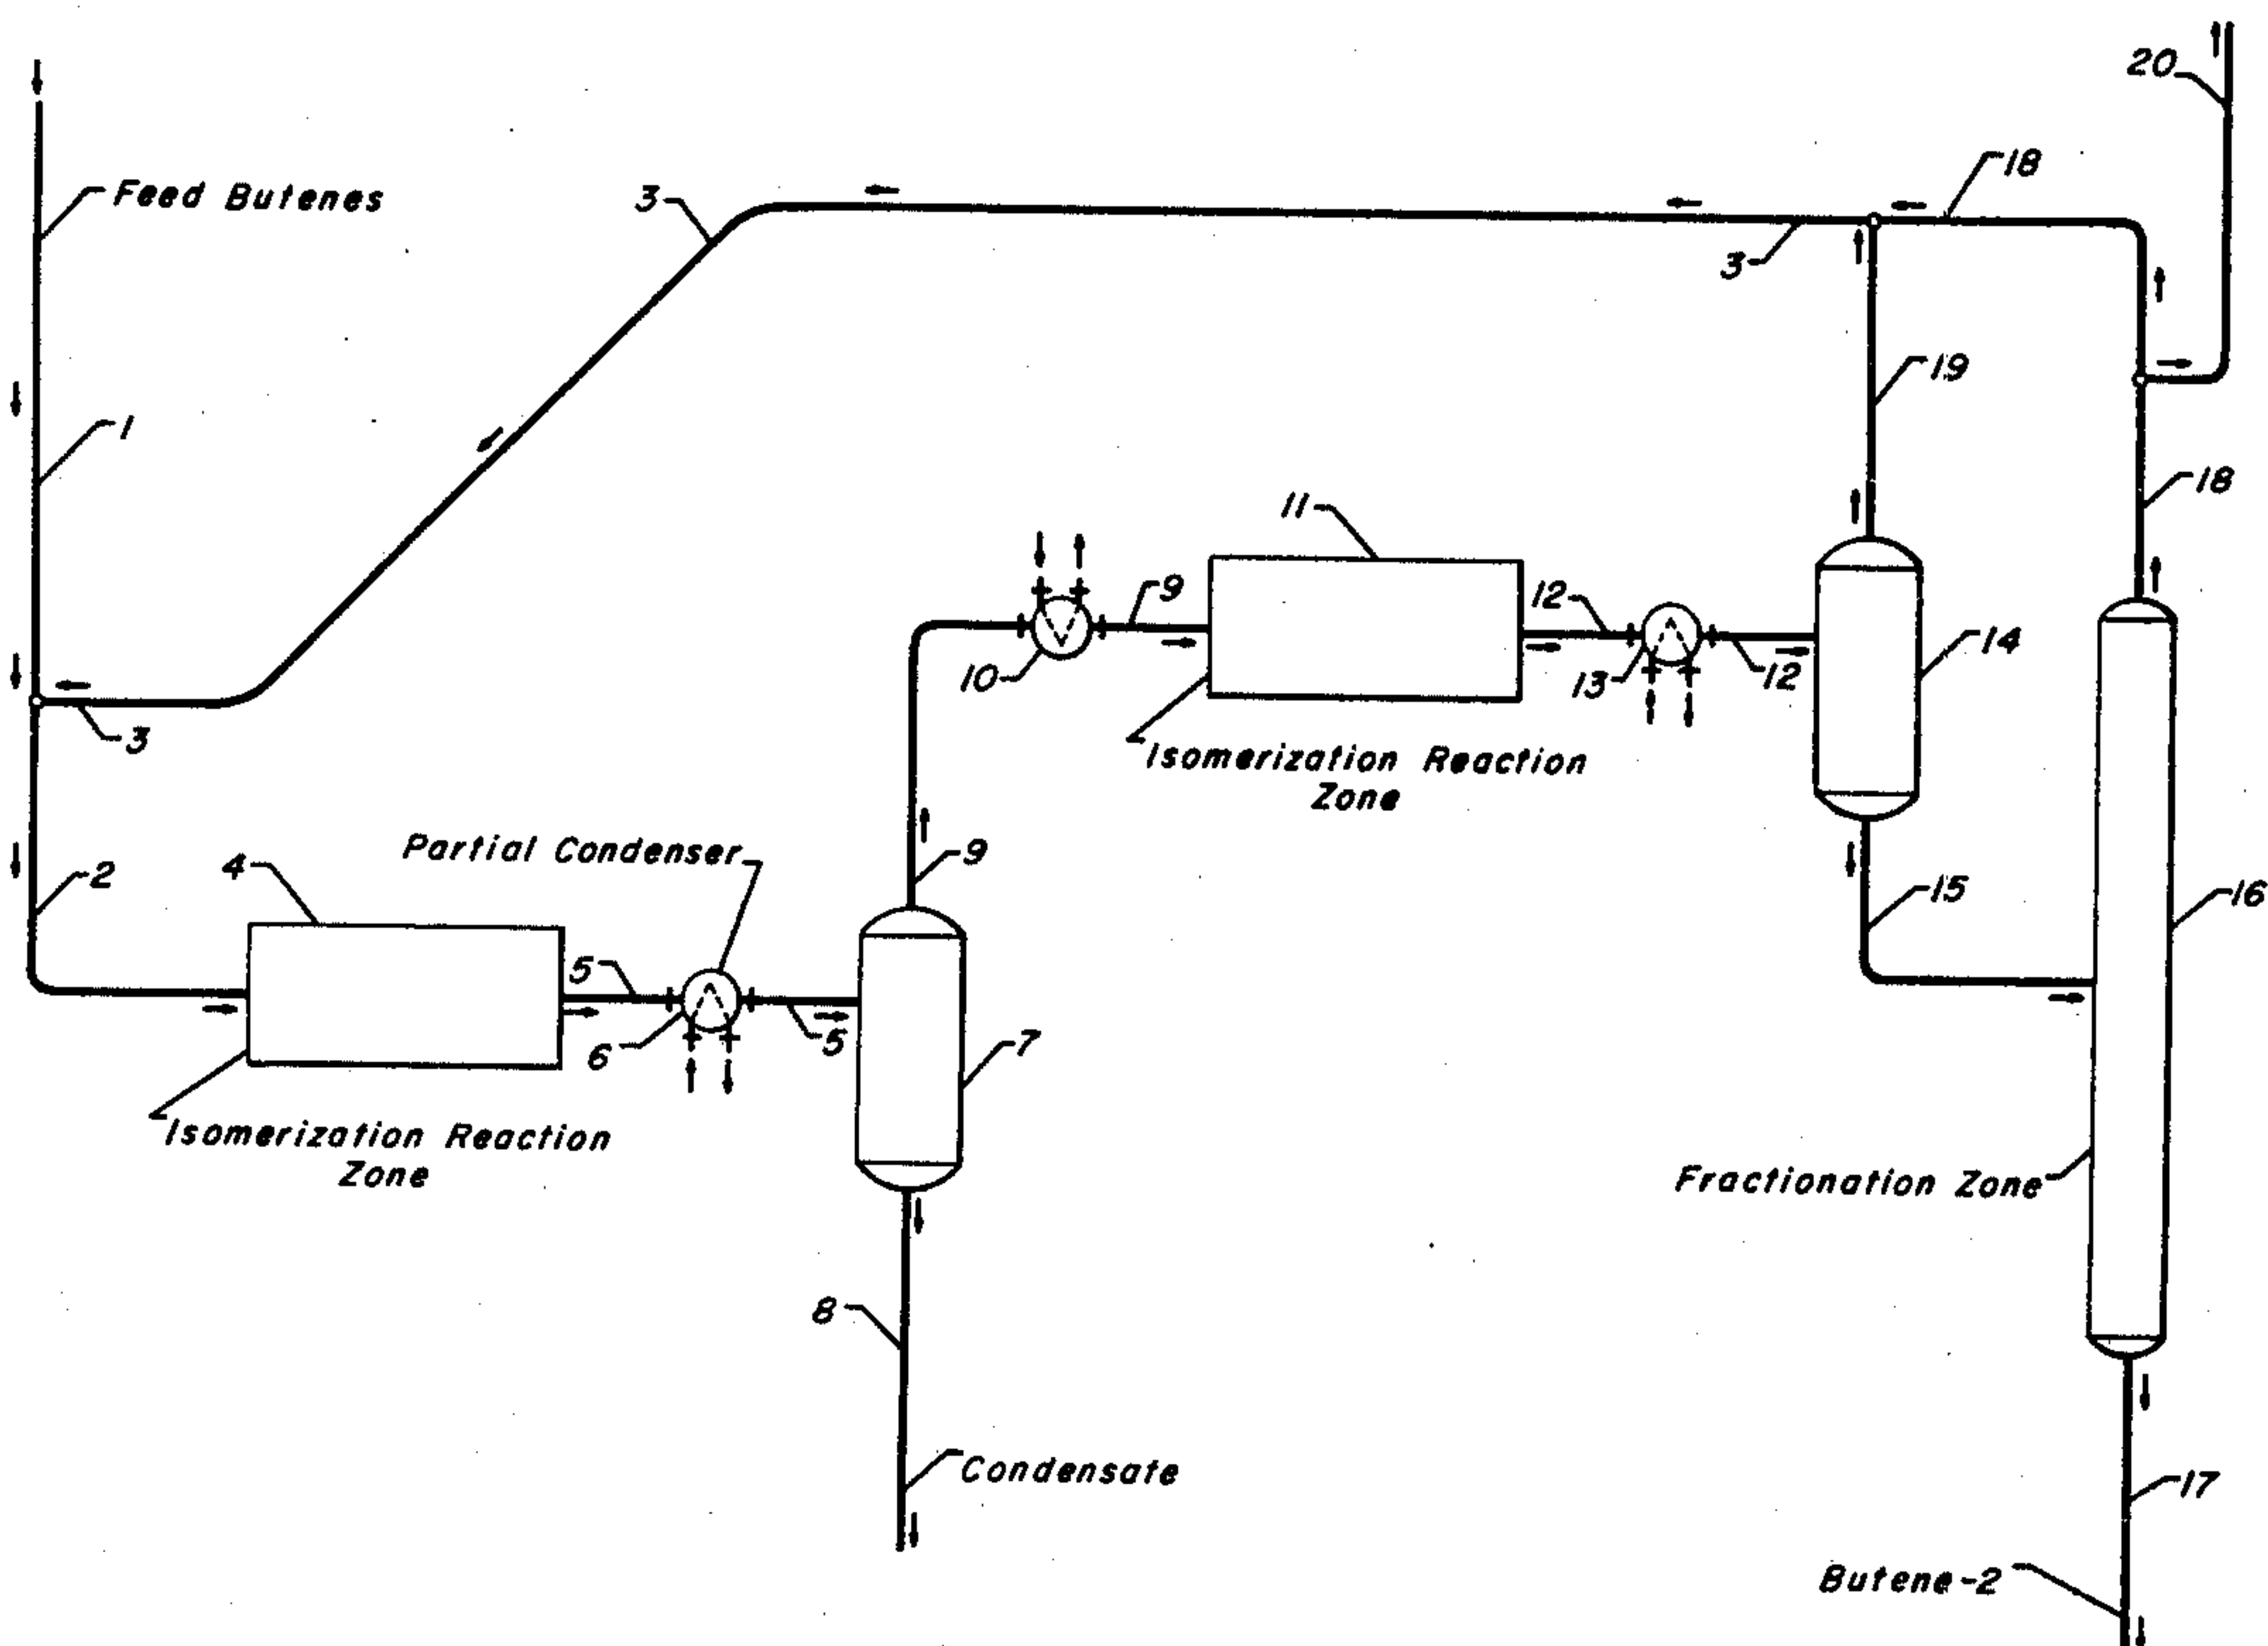 20
18
Feed Butenes
3
3
19
1
18
11
9
12
10
13
12
14
3
Isomerization Reaction
Zone
Partial Condenser
4
2
9
15
16
5
6
5
7
Isomerization Reaction
Zone
Fractionation Zone
8
Condensate
17
Butene-2